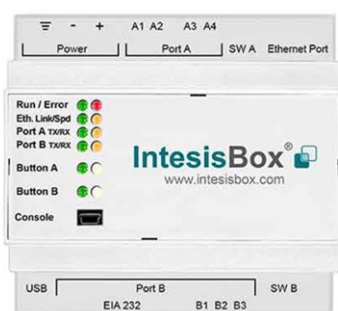 - + A1 A2 A3 A4
Power Port A SW A Ethernet Port
Run / Error
Eth. Link/Spd
Port A TX/RX
Port B TX/RX
Button A
Button B
Console
IntesisBox®
www.intesisbox.com
USB Port B SW B
EIA 232 B1 B2 B3